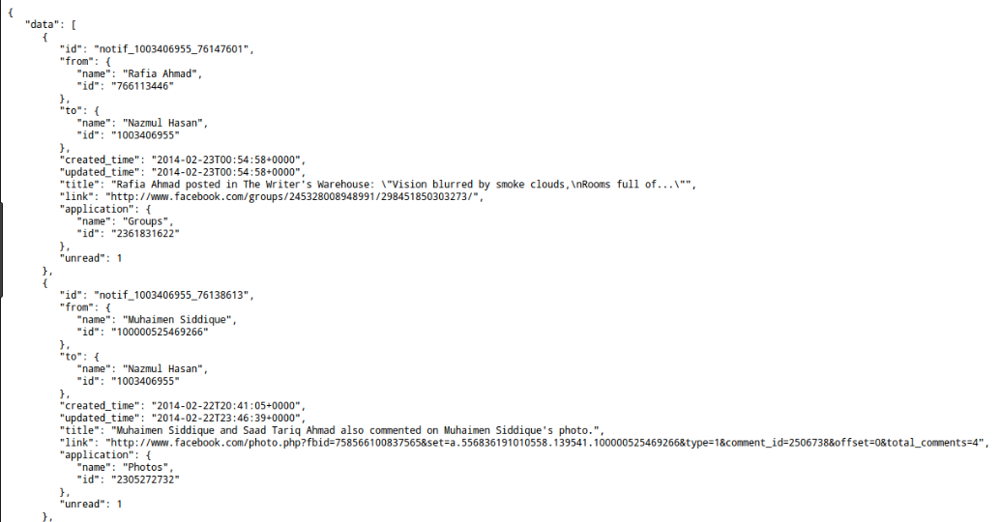 {
"data": [
{
"id": "notif_1003406955_76147601",
"from": {
"name": "Rafia Ahmad",
"id": "766113446"
},
"to": {
"name": "Nazmul Hasan",
"id": "1003406955"
},
"created_time": "2014-02-23T00:54:58+0000",
"updated_time": "2014-02-23T00:54:58+0000",
"title": "Rafia Ahmad posted in The Writer's Warehouse: \"Vision blurred by smoke clouds,\nRooms full of...\"",
"link": "http://www.facebook.com/groups/245328008948991/298451850303273/",
"application": {
"name": "Groups",
"id": "2361831622"
},
"unread": 1
},
{
"id": "notif_1003406955_76138613",
"from": {
"name": "Muhaimen Siddique",
"id": "100000525469266"
},
"to": {
"name": "Nazmul Hasan",
"id": "1003406955"
},
"created_time": "2014-02-22T20:41:05+0000",
"updated_time": "2014-02-22T23:46:39+0000",
"title": "Muhaimen Siddique and Saad Tariq Ahmad also commented on Muhaimen Siddique's photo.",
"link": "http://www.facebook.com/photo.php?fbid=758566100837565&set=a.556836191010558.139541.100000525469266&type=1&comment_id=2506738&offset=0&total_comments=4",
"application": {
"name": "Photos",
"id": "2305272732"
},
"unread": 1
},